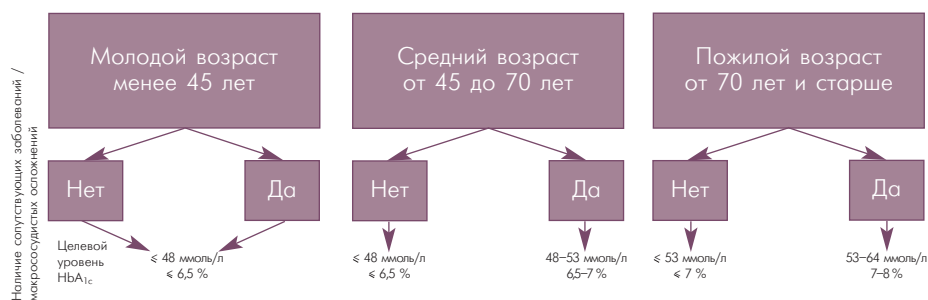 Наличие сопутствующих заболеваний /
макрососудистых осложнений
Молодой возраст
менее 45 лет
Средний возраст
от 45 до 70 лет
Пожилой возраст
от 70 лет и старше
Нет
Да
Нет
Да
Нет
Да
Целевой
уровень
HbA1c
⩽ 48 ммоль/л
⩽ 6,5 %
⩽ 48 ммоль/л
⩽ 6,5 %
48–53 ммоль/л
6,5–7 %
⩽ 53 ммоль/л
⩽ 7 %
53–64 ммоль/л
7–8 %